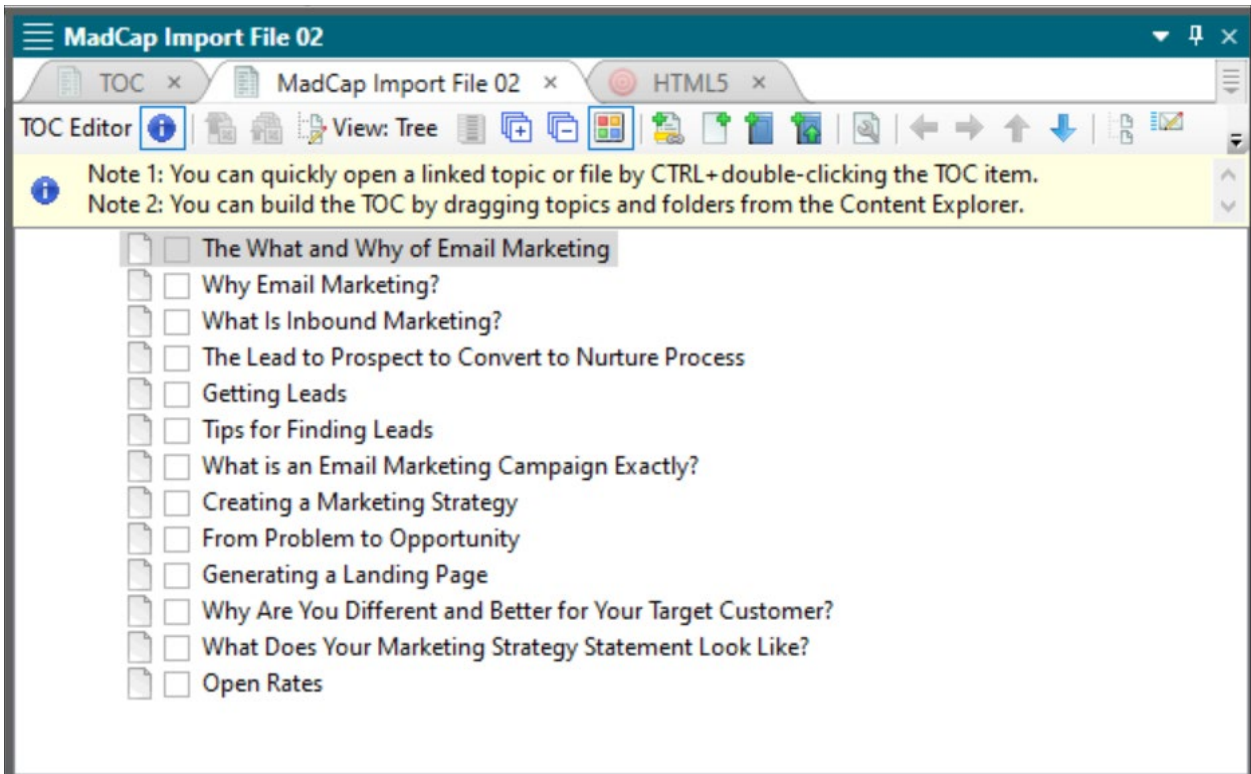 MadCap Import File 02
TOC MadCap Import File 02 HTML5
TOC Editor View: Tree
Note 1: You can quickly open a linked topic or file by CTRL+double-clicking the TOC item.
Note 2: You can build the TOC by dragging topics and folders from the Content Explorer.
The What and Why of Email Marketing
Why Email Marketing?
What Is Inbound Marketing?
The Lead to Prospect to Convert to Nurture Process
Getting Leads
Tips for Finding Leads
What is an Email Marketing Campaign Exactly?
Creating a Marketing Strategy
From Problem to Opportunity
Generating a Landing Page
Why Are You Different and Better for Your Target Customer?
What Does Your Marketing Strategy Statement Look Like?
Open Rates